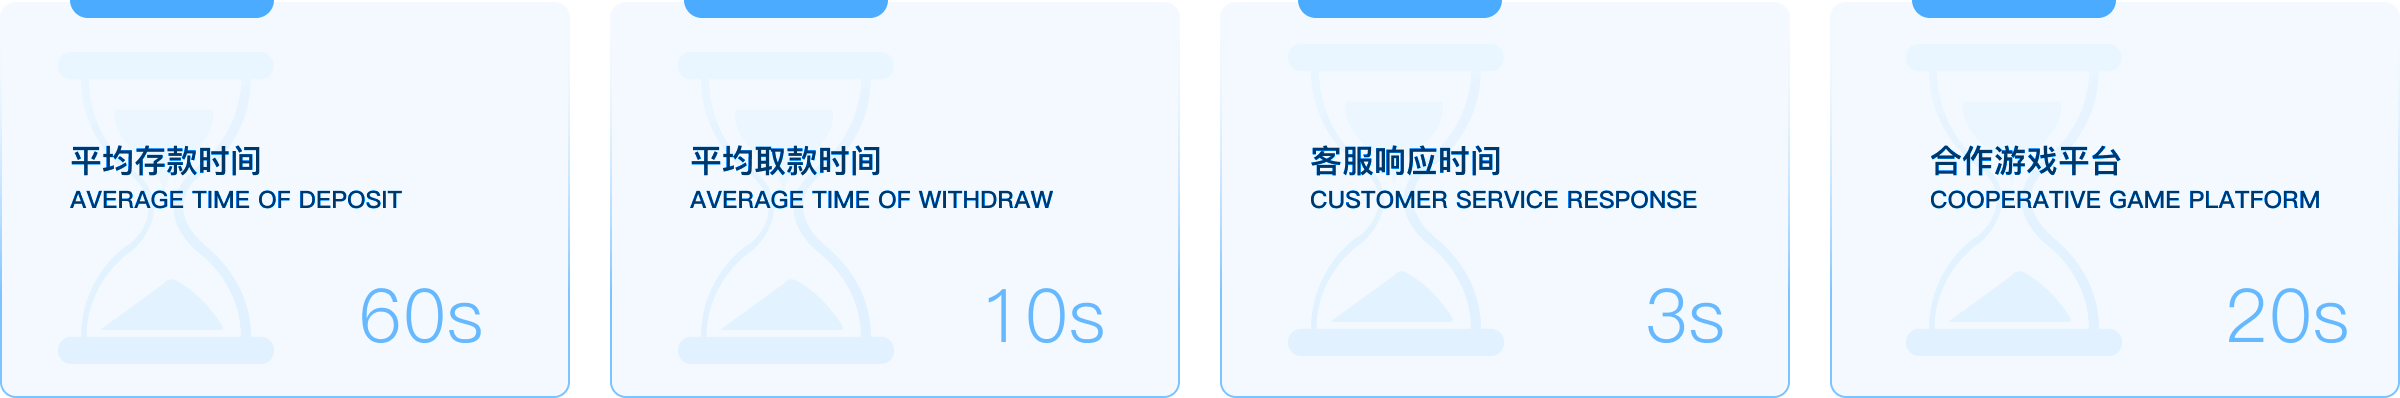 平均存款时间
AVERAGE TIME OF DEPOSIT
60s
平均取款时间
AVERAGE TIME OF WITHDRAW
10s
客服响应时间
CUSTOMER SERVICE RESPONSE
3s
合作游戏平台
COOPERATIVE GAME PLATFORM
20s